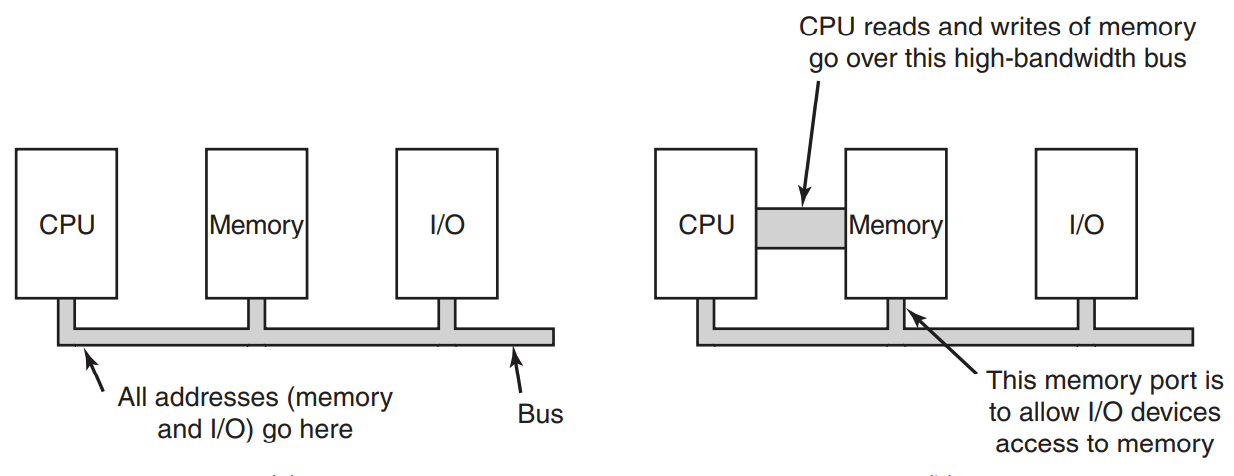 CPU reads and writes of memory
go over this high-bandwidth bus
CPU
Memory
I/O
CPU
Memory
I/O
All addresses (memory
and I/O) go here
Bus
This memory port is
to allow I/O devices
access to memory